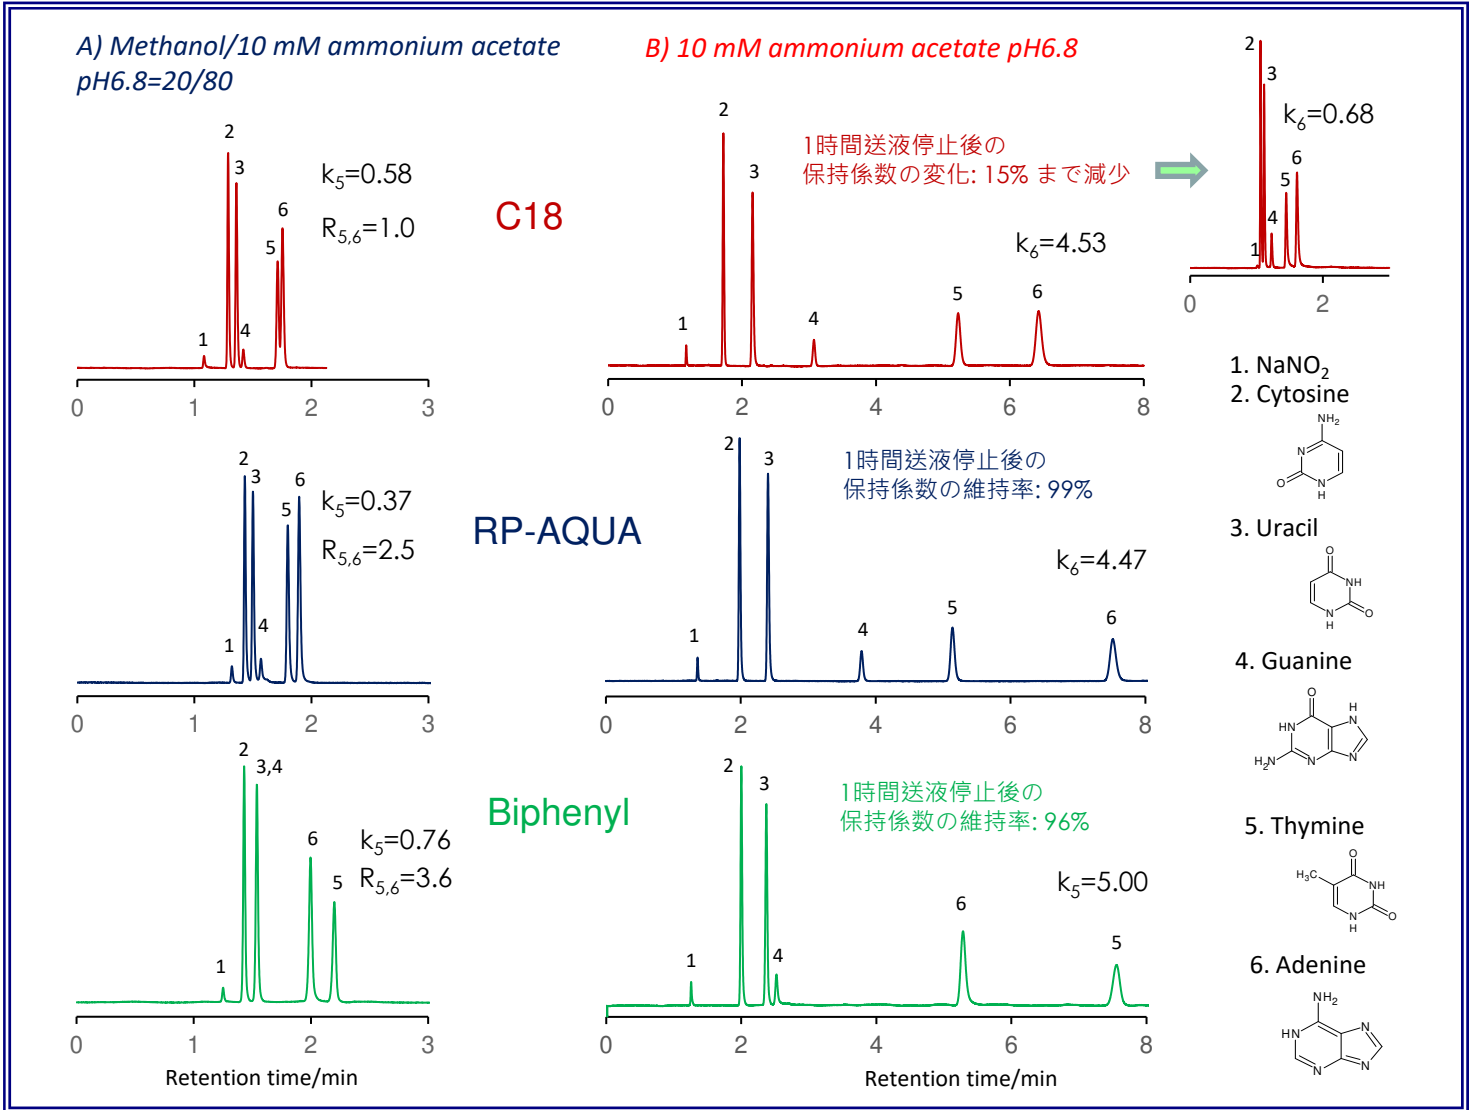 A) Methanol/10 mM ammonium acetate
pH6.8=20/80
B) 10 mM ammonium acetate pH6.8
2
3
k₅=0.58
R₅,₆=1.0
6
5
1
4
0
1
2
3
C18
2
3
1時間送液停止後の
保持係数の変化: 15% まで減少
k₆=4.53
1
4
5
6
0
2
4
6
8
2
3
k₆=0.68
6
5
4
1
0
2
2
3
6
5
k₅=0.37
R₅,₆=2.5
1
4
0
1
2
3
RP-AQUA
2
3
1時間送液停止後の
保持係数の維持率: 99%
k₆=4.47
1
4
5
6
0
2
4
6
8
2
3,4
6
5
k₅=0.76
R₅,₆=3.6
1
0
1
2
3
Retention time/min
Biphenyl
2
3
1時間送液停止後の
保持係数の維持率: 96%
k₅=5.00
1
4
6
5
0
2
4
6
8
Retention time/min
1. NaNO₂
2. Cytosine
NH₂
N
O
N
H
3. Uracil
O
NH
N
H
O
4. Guanine
O
H
N
HN
H₂N
N
N
5. Thymine
O
H₃C
NH
N
H
O
6. Adenine
NH₂
HN
N
N
N